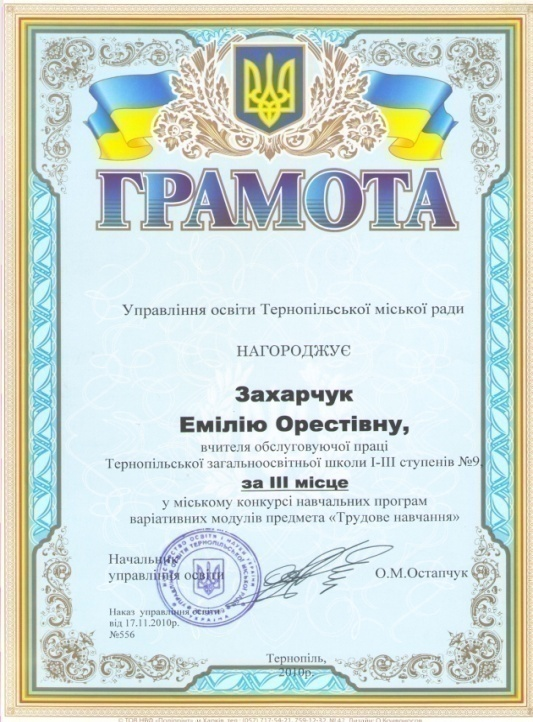 ГРАМОТА
Управління освіти Тернопільської міської ради
НАГОРОДЖУЄ
Захарчук
Емілію Орестівну,
вчителя обслуговуючої праці
Тернопільської загальноосвітньої школи І-ІІІ ступенів №9,
за ІІІ місце
у міському конкурсі навчальних програм
варіативних модулів предмета «Трудове навчання»
Начальник
управління освіти
О.М.Остапчук
Наказ управління освіти
від 17.11.2010р.
№556
Тернопіль,
2010р.